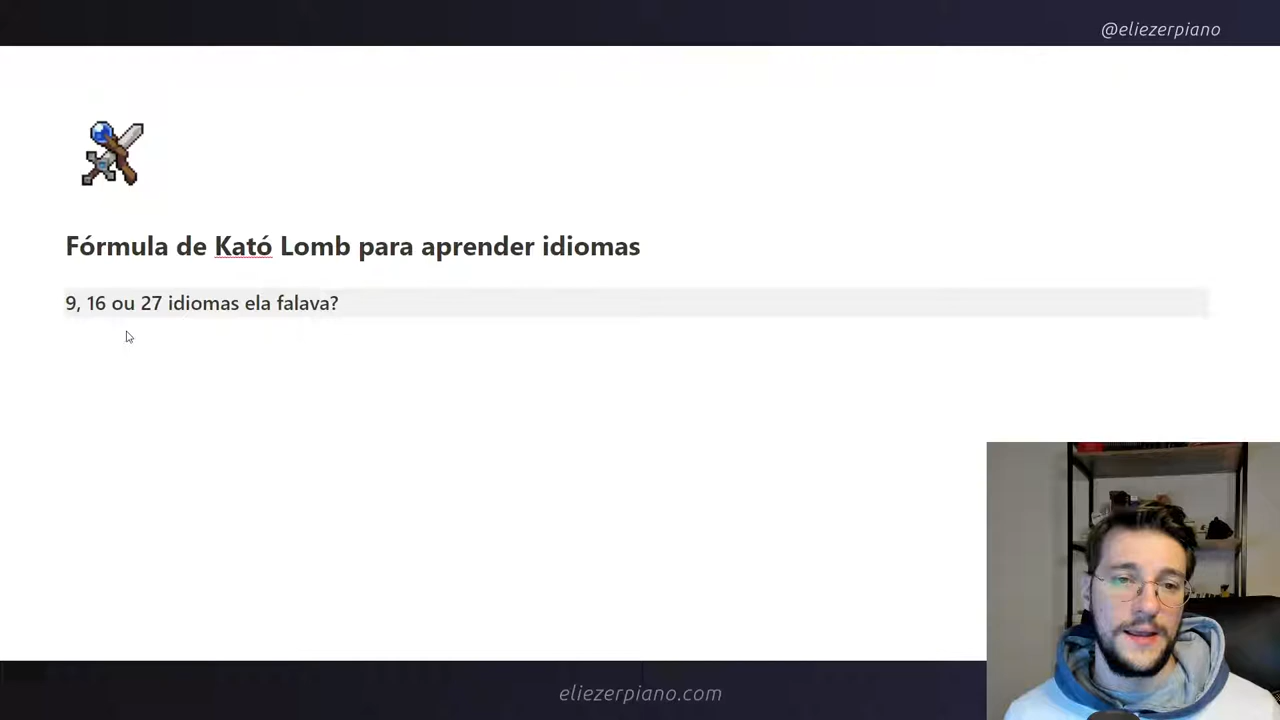 @eliezerpiano
Fórmula de Kató Lomb para aprender idiomas
9, 16 ou 27 idiomas ela falava?
eliezerpiano.com